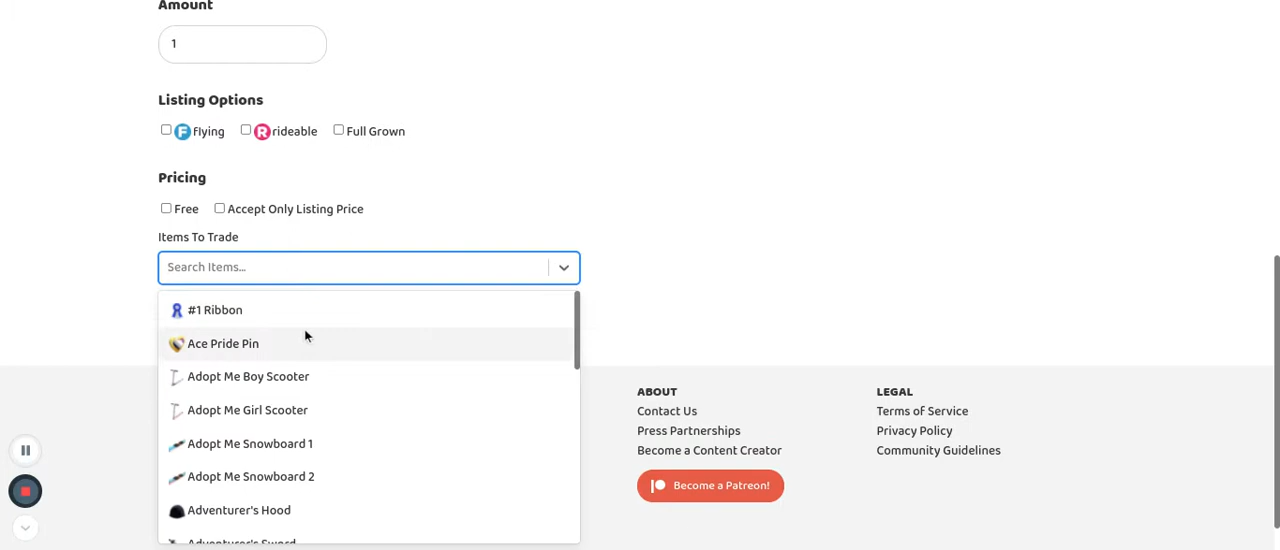 Amount
1
Listing Options
F flying R rideable Full Grown
Pricing
Free Accept Only Listing Price
Items To Trade
Search Items...
#1 Ribbon
Ace Pride Pin
Adopt Me Boy Scooter
Adopt Me Girl Scooter
Adopt Me Snowboard 1
Adopt Me Snowboard 2
Adventurer's Hood
Adventurer's Sword
ABOUT
Contact Us
Press Partnerships
Become a Content Creator
Become a Patreon!
LEGAL
Terms of Service
Privacy Policy
Community Guidelines